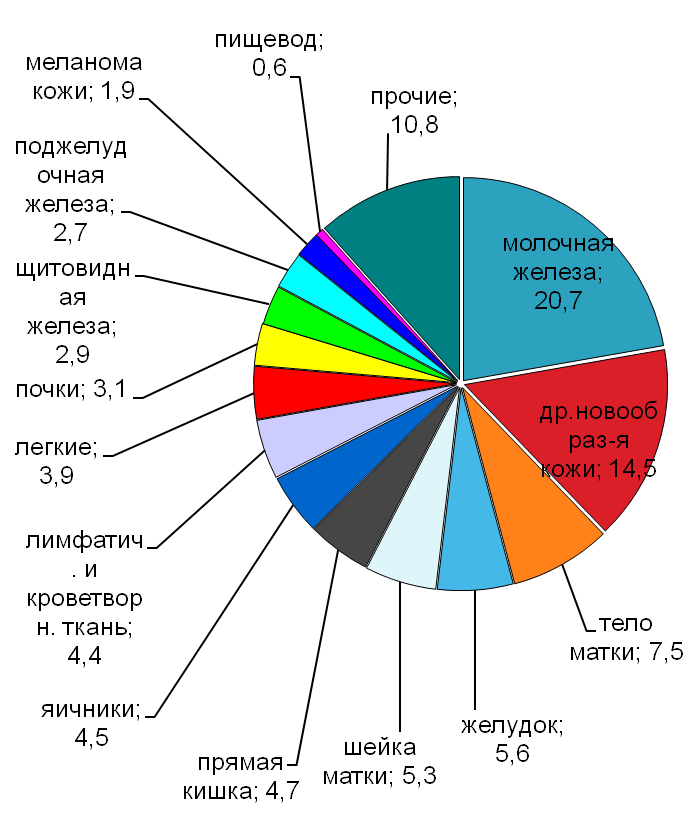 пищевод;
0,6
меланома
кожи; 1,9
прочие;
10,8
поджелуд
очная
железа;
2,7
молочная
железа;
20,7
щитовидн
ая
железа;
2,9
почки; 3,1
др.новооб
раз-я
кожи; 14,5
легкие;
3,9
лимфатич
. и
кроветвор
н. ткань;
4,4
тело
матки; 7,5
яичники;
4,5
желудок;
5,6
шейка
матки; 5,3
прямая
кишка; 4,7